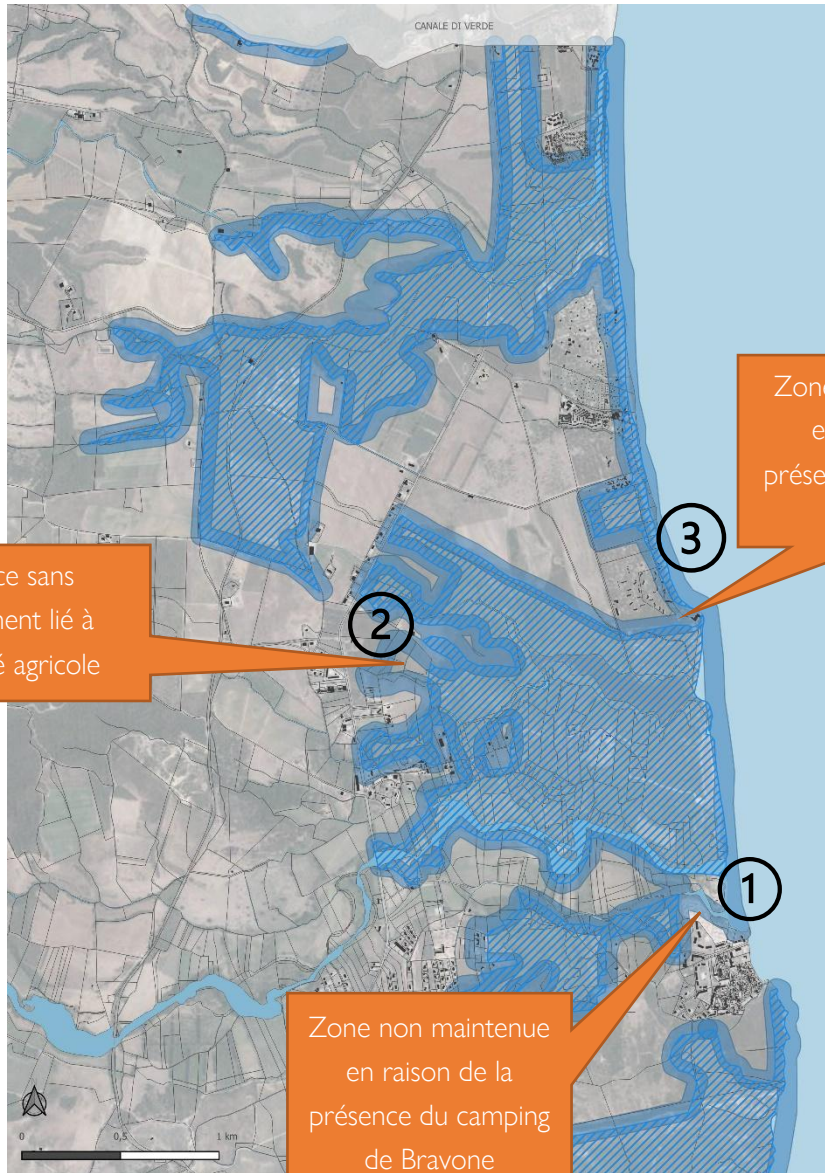 CANALE DI VERDE
Zone
e
prése
3
ce sans
ment lié à
é agricole
2
1
Zone non maintenue
en raison de la
présence du camping
de Bravone
0
0,5
1 km